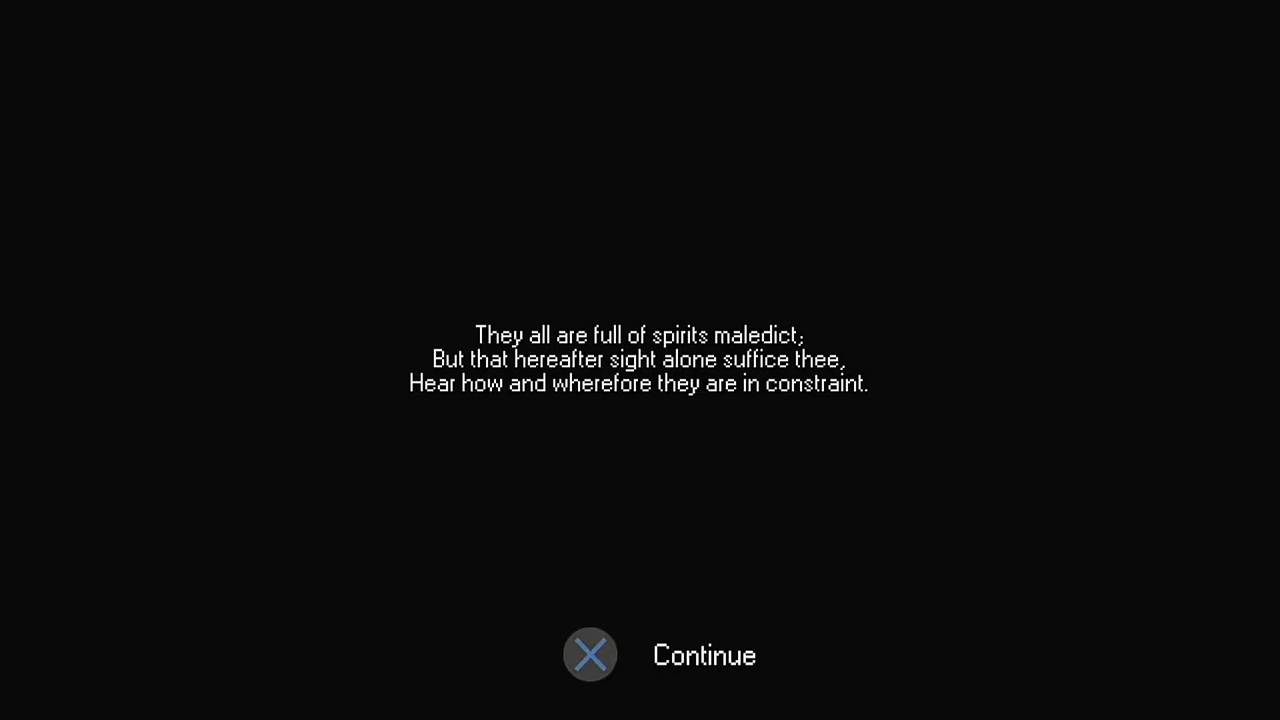 They all are full of spirits maledict;
But that hereafter sight alone suffice thee,
Hear how and wherefore they are in constraint.
Continue